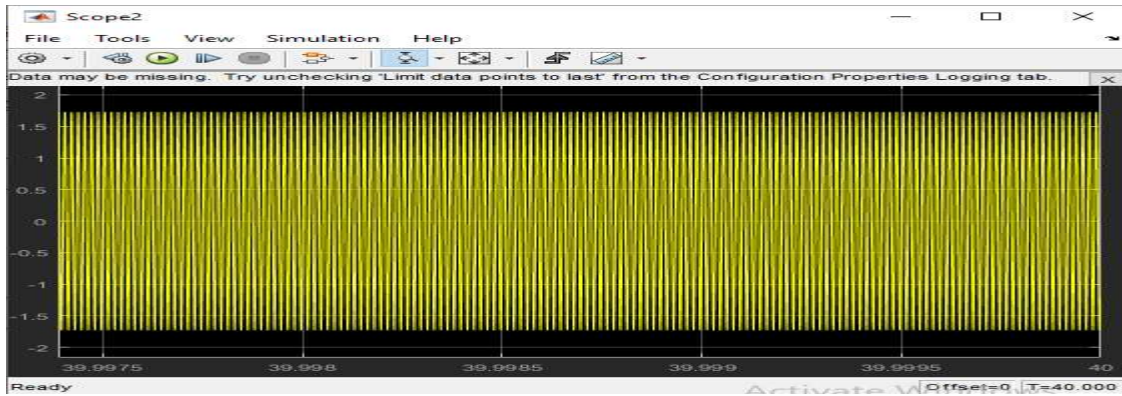 Scope2
File Tools View Simulation Help
Data may be missing. Try unchecking 'Limit data points to last' from the Configuration Properties Logging tab.
2
1.5
1
0.5
0
-0.5
-1
-1.5
-2
39.9975 39.998 39.9985 39.999 39.9995 40
Ready Activate Windows Offset=0 T=40.000